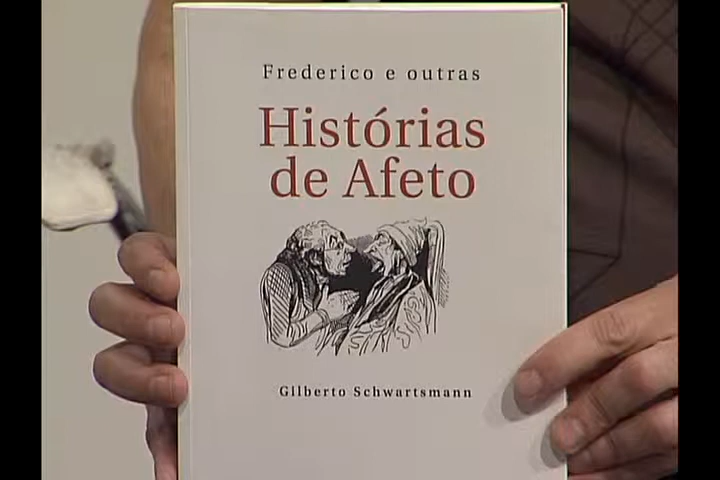 Frederico e outras
Histórias
de Afeto
Gilberto Schwartsmann